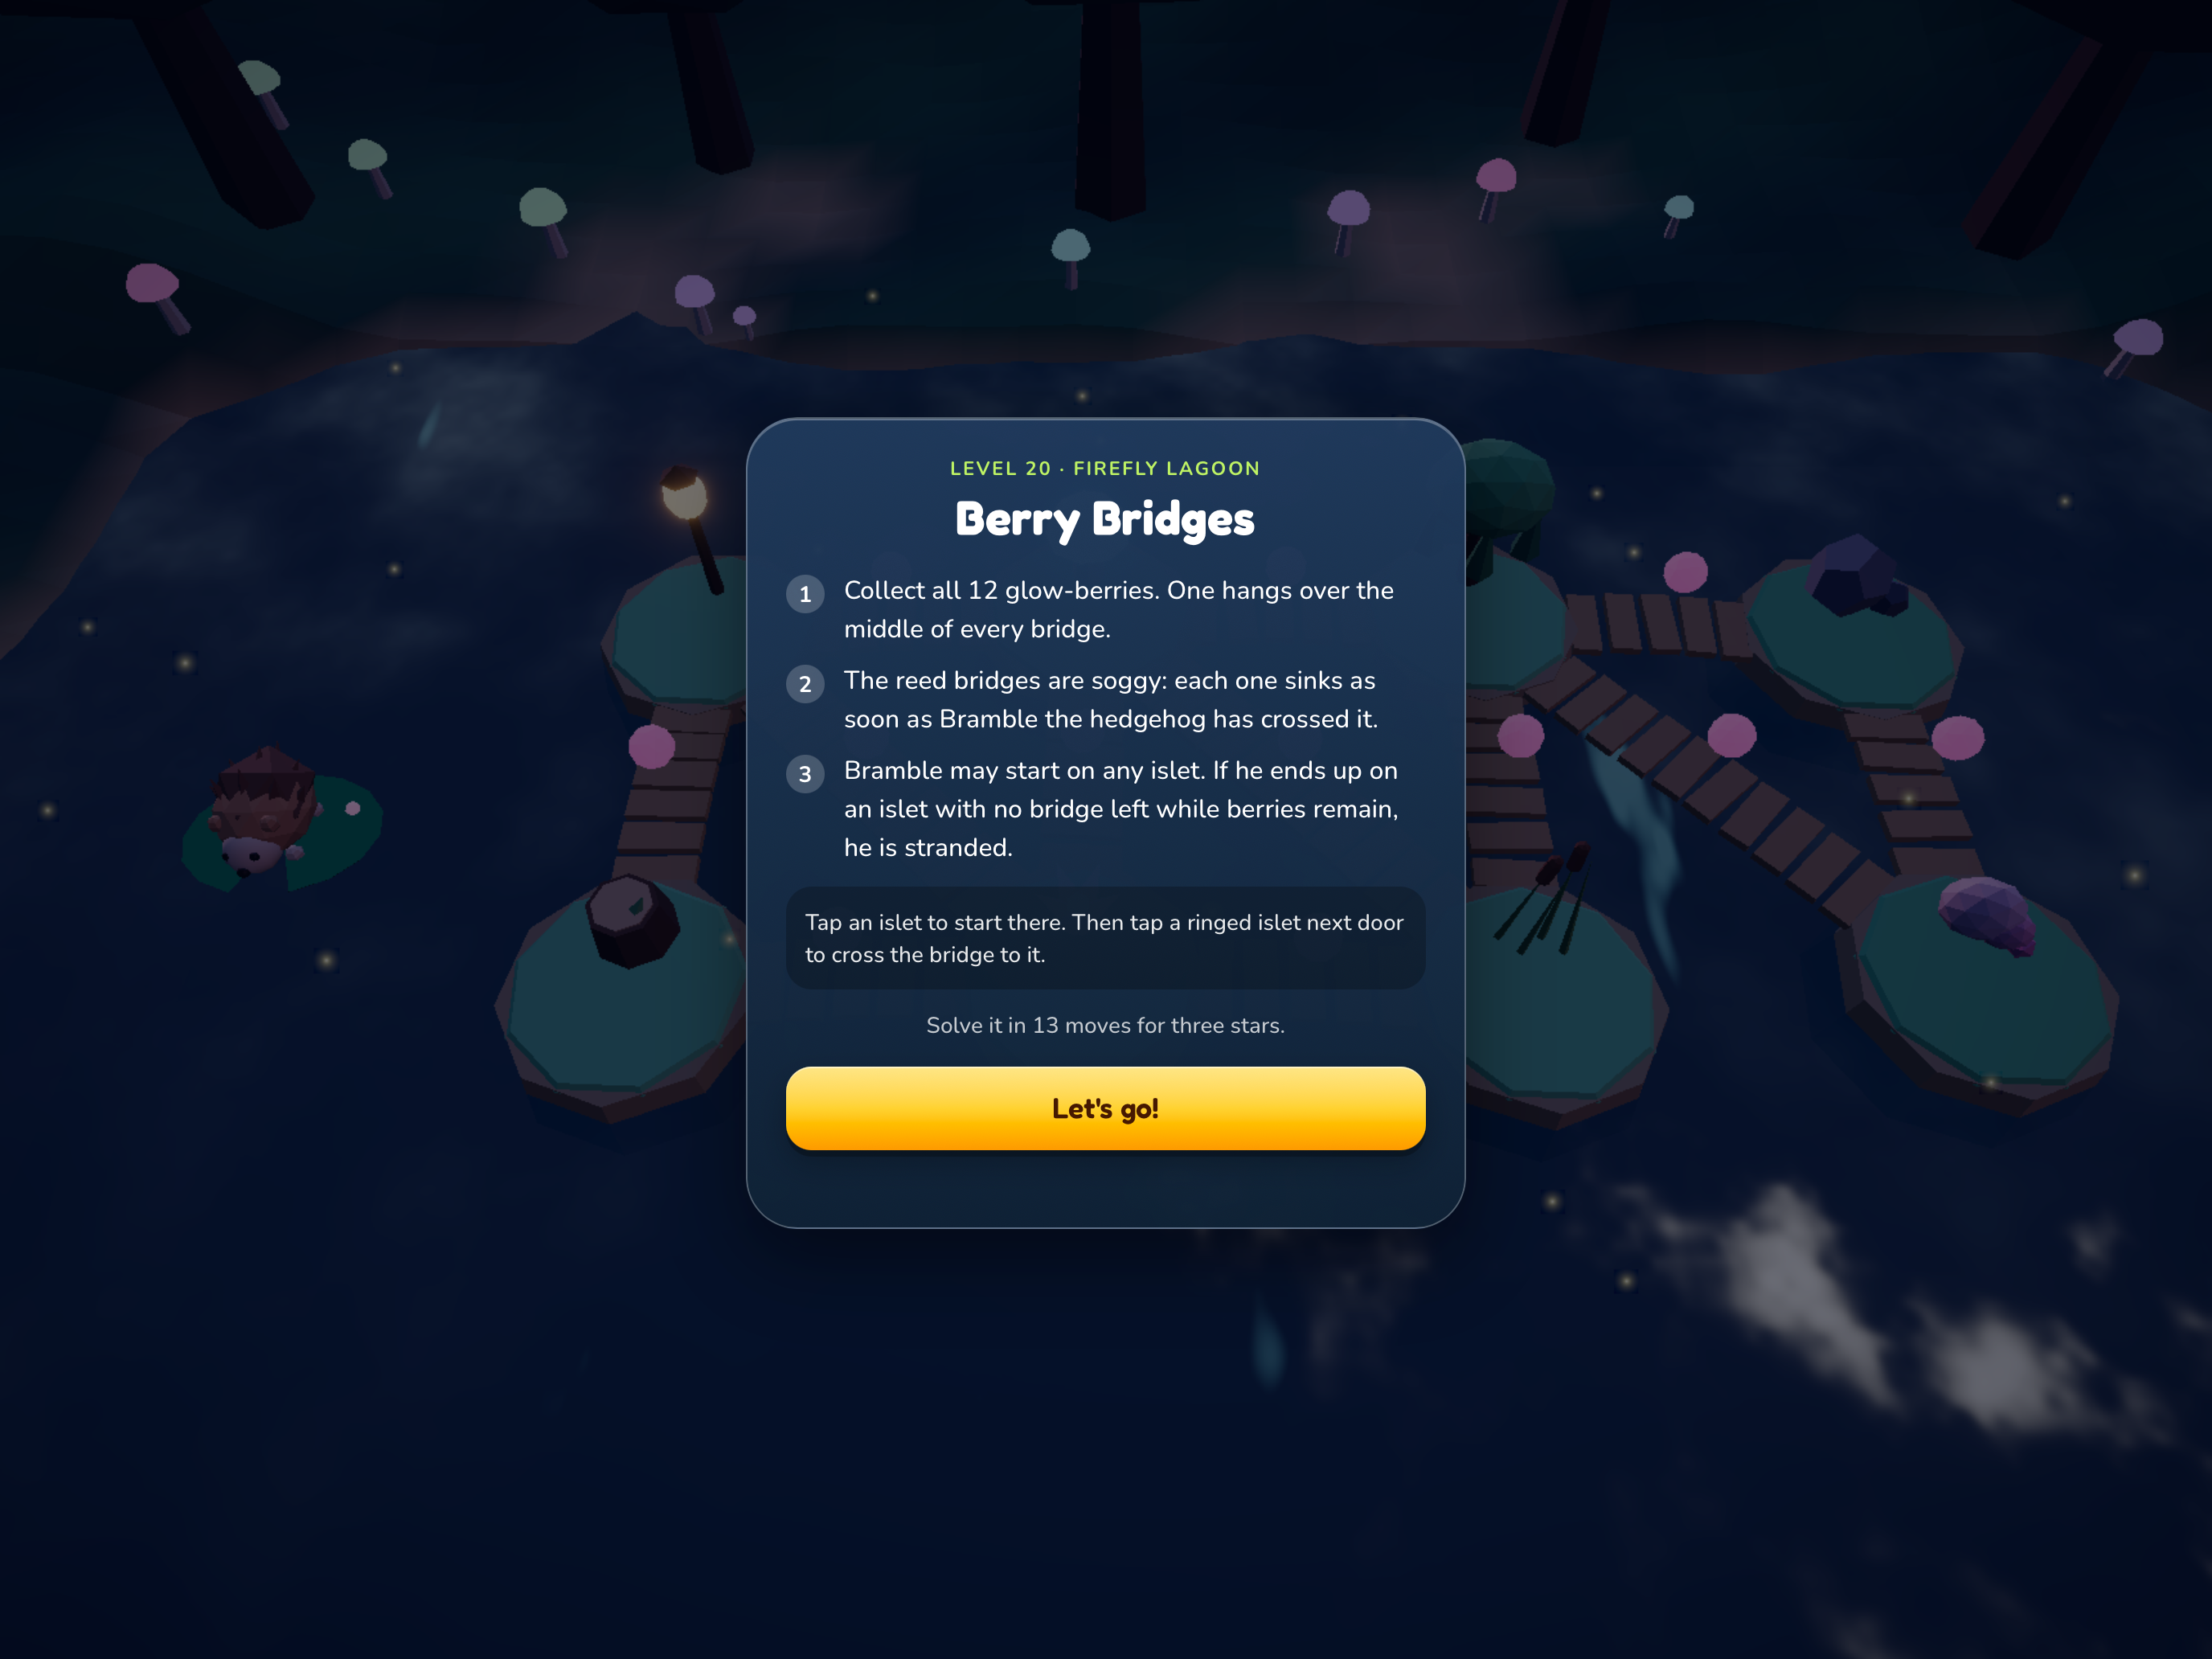 LEVEL 20 · FIREFLY LAGOON
Berry Bridges
1 Collect all 12 glow-berries. One hangs over the
middle of every bridge.
2 The reed bridges are soggy: each one sinks as
soon as Bramble the hedgehog has crossed it.
3 Bramble may start on any islet. If he ends up on
an islet with no bridge left while berries remain,
he is stranded.
Tap an islet to start there. Then tap a ringed islet next door
to cross the bridge to it.
Solve it in 13 moves for three stars.
Let's go!